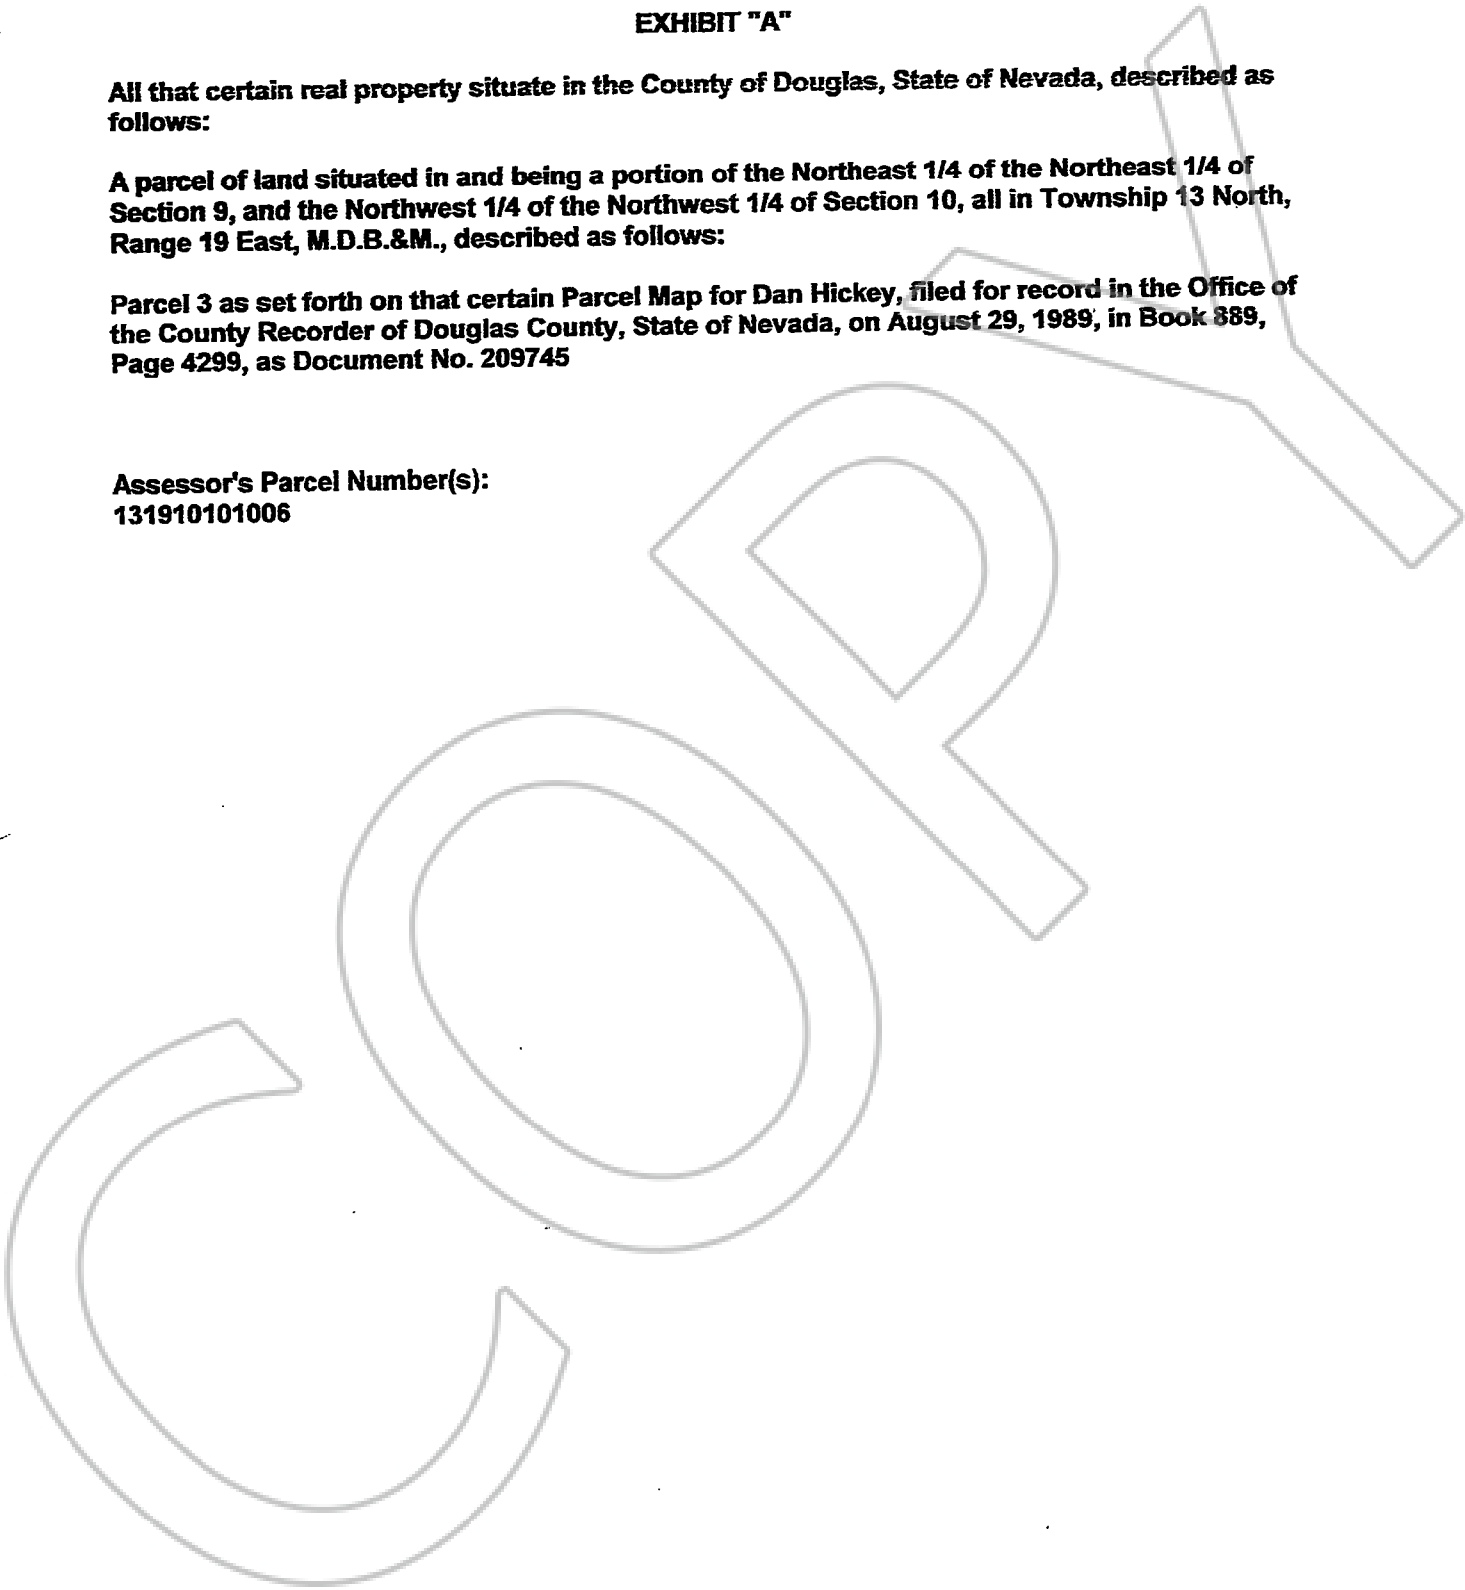 EXHIBIT "A"
All that certain real property situate in the County of Douglas, State of Nevada, described as
follows:
A parcel of land situated in and being a portion of the Northeast 1/4 of the Northeast 1/4 of
Section 9, and the Northwest 1/4 of the Northwest 1/4 of Section 10, all in Township 13 North,
Range 19 East, M.D.B.&M., described as follows:
Parcel 3 as set forth on that certain Parcel Map for Dan Hickey, filed for record in the Office of
the County Recorder of Douglas County, State of Nevada, on August 29, 1989, in Book 889,
Page 4299, as Document No. 209745
Assessor's Parcel Number(s):
131910101006
COPY